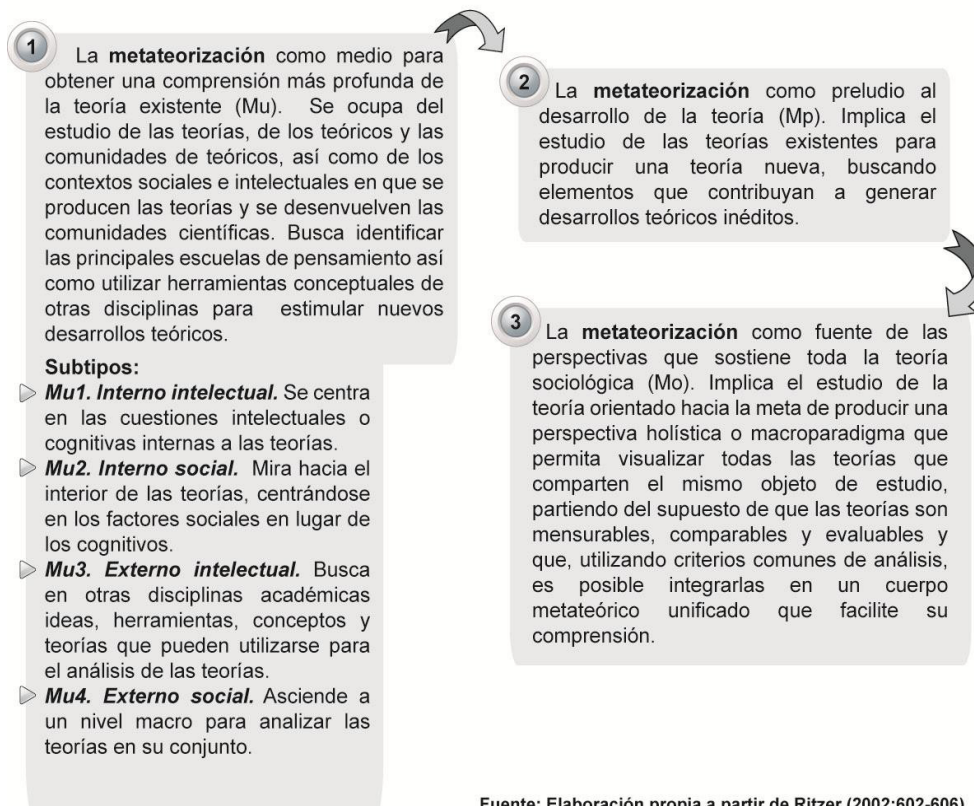 1
La metateorización como medio para
obtener una comprensión más profunda de
la teoría existente (Mu). Se ocupa del
estudio de las teorías, de los teóricos y las
comunidades de teóricos, así como de los
contextos sociales e intelectuales en que se
producen las teorías y se desenvuelven las
comunidades científicas. Busca identificar
las principales escuelas de pensamiento así
como utilizar herramientas conceptuales de
otras disciplinas para estimular nuevos
desarrollos teóricos.
Subtipos:
Mu1. Interno intelectual. Se centra
en las cuestiones intelectuales o
cognitivas internas a las teorías.
Mu2. Interno social. Mira hacia el
interior de las teorías, centrándose
en los factores sociales en lugar de
los cognitivos.
Mu3. Externo intelectual. Busca
en otras disciplinas académicas
ideas, herramientas, conceptos y
teorías que pueden utilizarse para
el análisis de las teorías.
Mu4. Externo social. Asciende a
un nivel macro para analizar las
teorías en su conjunto.
2
La metateorización como preludio al
desarrollo de la teoría (Mp). Implica el
estudio de las teorías existentes para
producir una teoría nueva, buscando
elementos que contribuyan a generar
desarrollos teóricos inéditos.
3
La metateorización como fuente de las
perspectivas que sostiene toda la teoría
sociológica (Mo). Implica el estudio de la
teoría orientado hacia la meta de producir una
perspectiva holística o macroparadigma que
permita visualizar todas las teorías que
comparten el mismo objeto de estudio,
partiendo del supuesto de que las teorías son
mensurables, comparables y evaluables y
que, utilizando criterios comunes de análisis,
es posible integrarlas en un cuerpo
metateórico unificado que facilite su
comprensión.
Fuente: Elaboración propia a partir de Ritzer (2002:602-606)